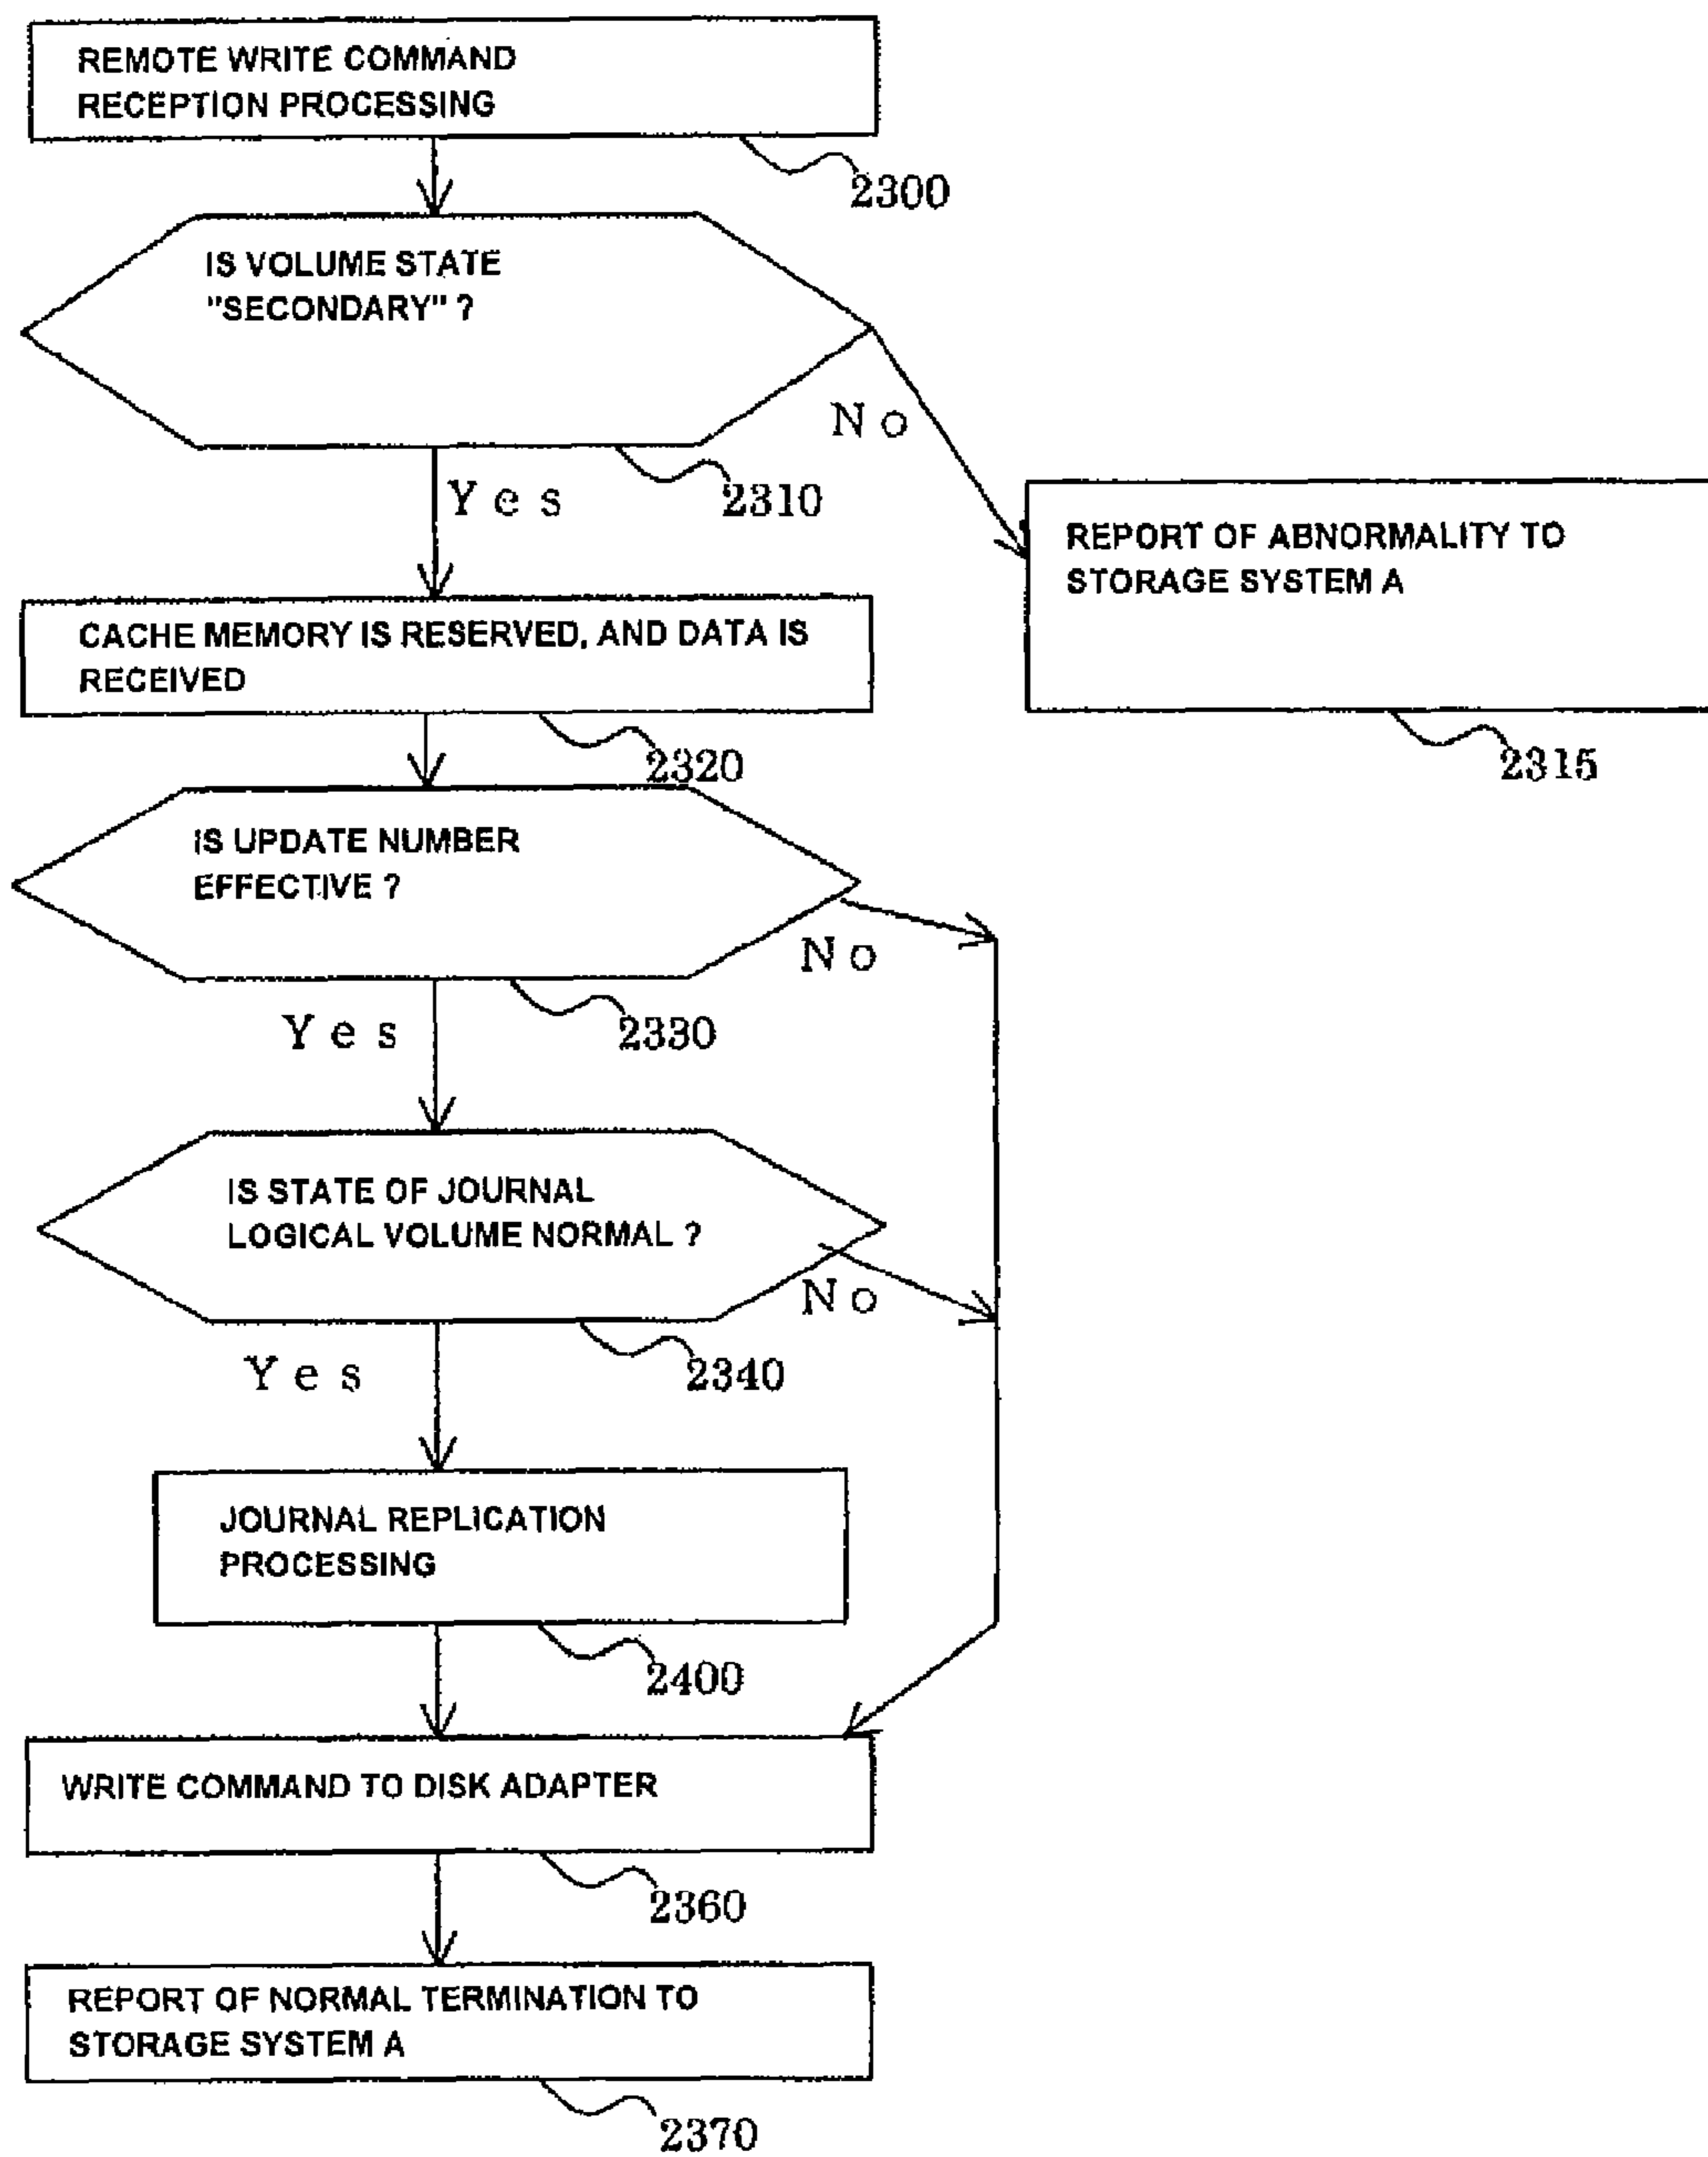 REMOTE WRITE COMMAND
RECEPTION PROCESSING
2300
IS VOLUME STATE
"SECONDARY" ?
No
Yes
2310
REPORT OF ABNORMALITY TO
STORAGE SYSTEM A
2315
CACHE MEMORY IS RESERVED, AND DATA IS
RECEIVED
2320
IS UPDATE NUMBER
EFFECTIVE ?
No
Yes
2330
IS STATE OF JOURNAL
LOGICAL VOLUME NORMAL ?
No
Yes
2340
JOURNAL REPLICATION
PROCESSING
2400
WRITE COMMAND TO DISK ADAPTER
2360
REPORT OF NORMAL TERMINATION TO
STORAGE SYSTEM A
2370